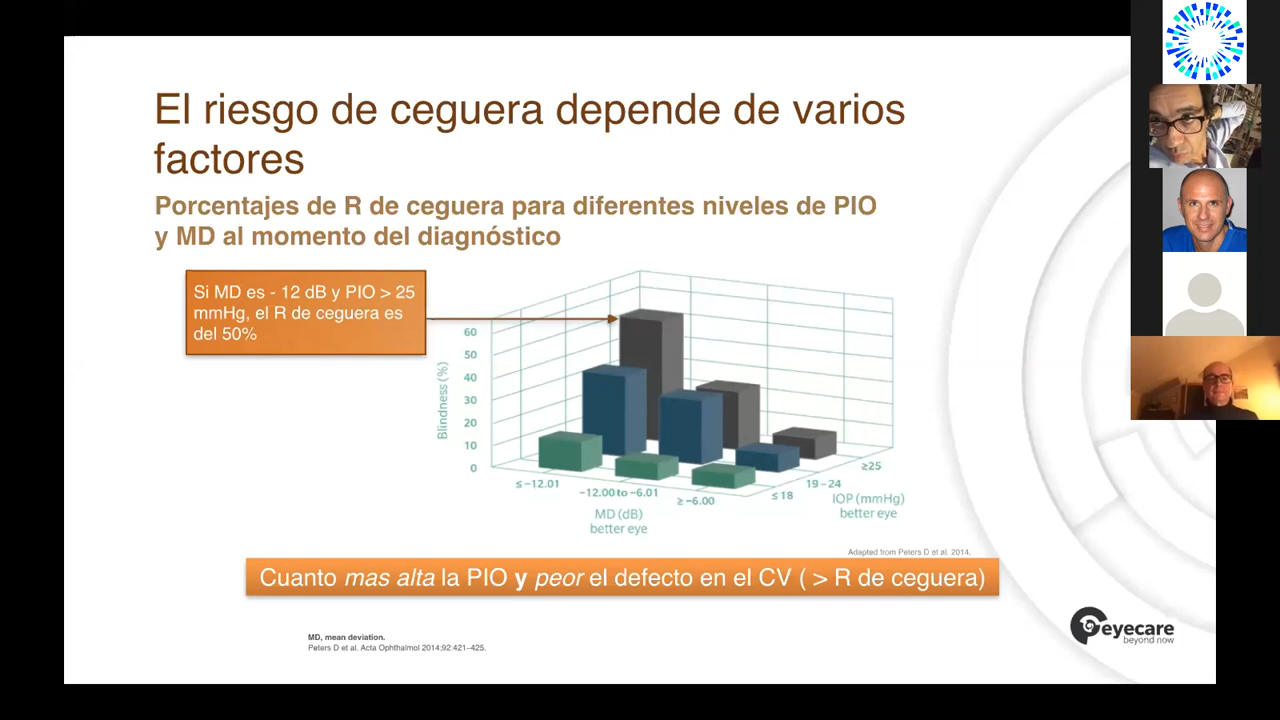 El riesgo de ceguera depende de varios
factores
Porcentajes de R de ceguera para diferentes niveles de PIO
y MD al momento del diagnóstico
Si MD es - 12 dB y PIO > 25
mmHg, el R de ceguera es
del 50%
Blindness (%)
60
50
40
30
20
10
0
≤ −12.01
−12.00 to −6.01
≥ −6.00
MD (dB)
better eye
≤ 18
19 – 24
≥25
IOP (mmHg)
better eye
Adapted from Peters D et al. 2014.
Cuanto mas alta la PIO y peor el defecto en el CV ( > R de ceguera)
MD, mean deviation.
Peters D et al. Acta Ophthalmol 2014;92:421–425.
eyecare
beyond now